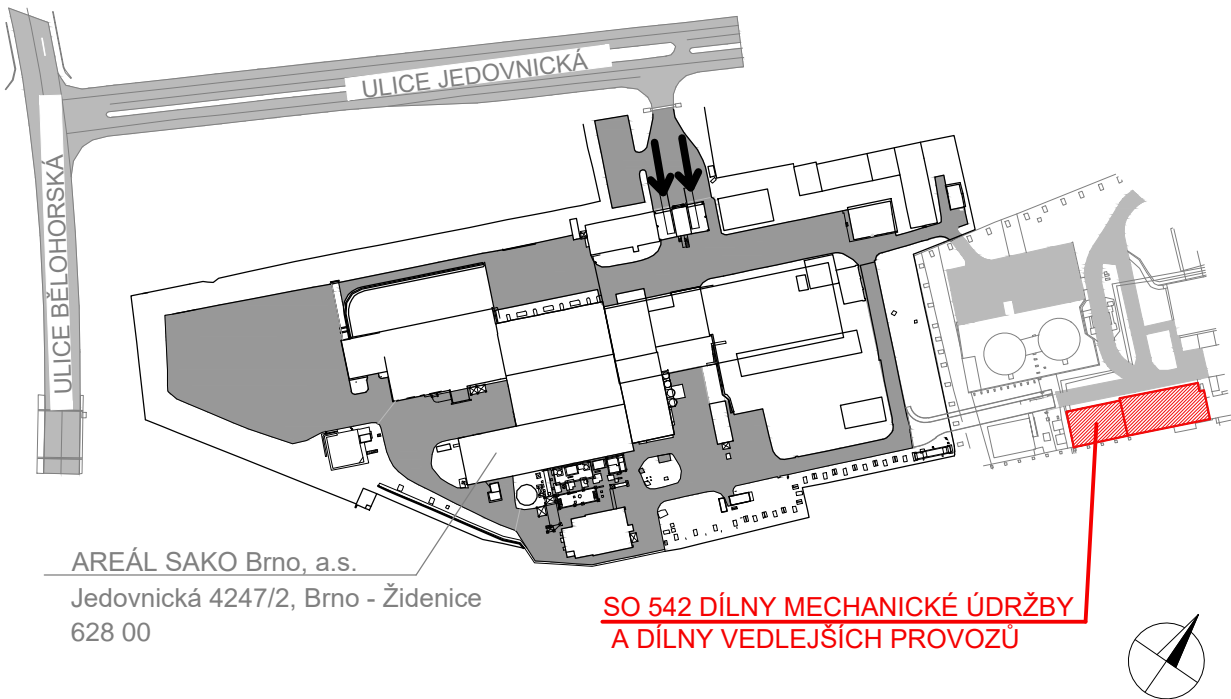 ULICE JEDOVNICKÁ
ULICE BĚLOHORSKÁ
AREÁL SAKO Brno, a.s.
Jedovnická 4247/2, Brno - Židenice
628 00
SO 542 DÍLNY MECHANICKÉ ÚDRŽBY
A DÍLNY VEDLEJŠÍCH PROVOZŮ